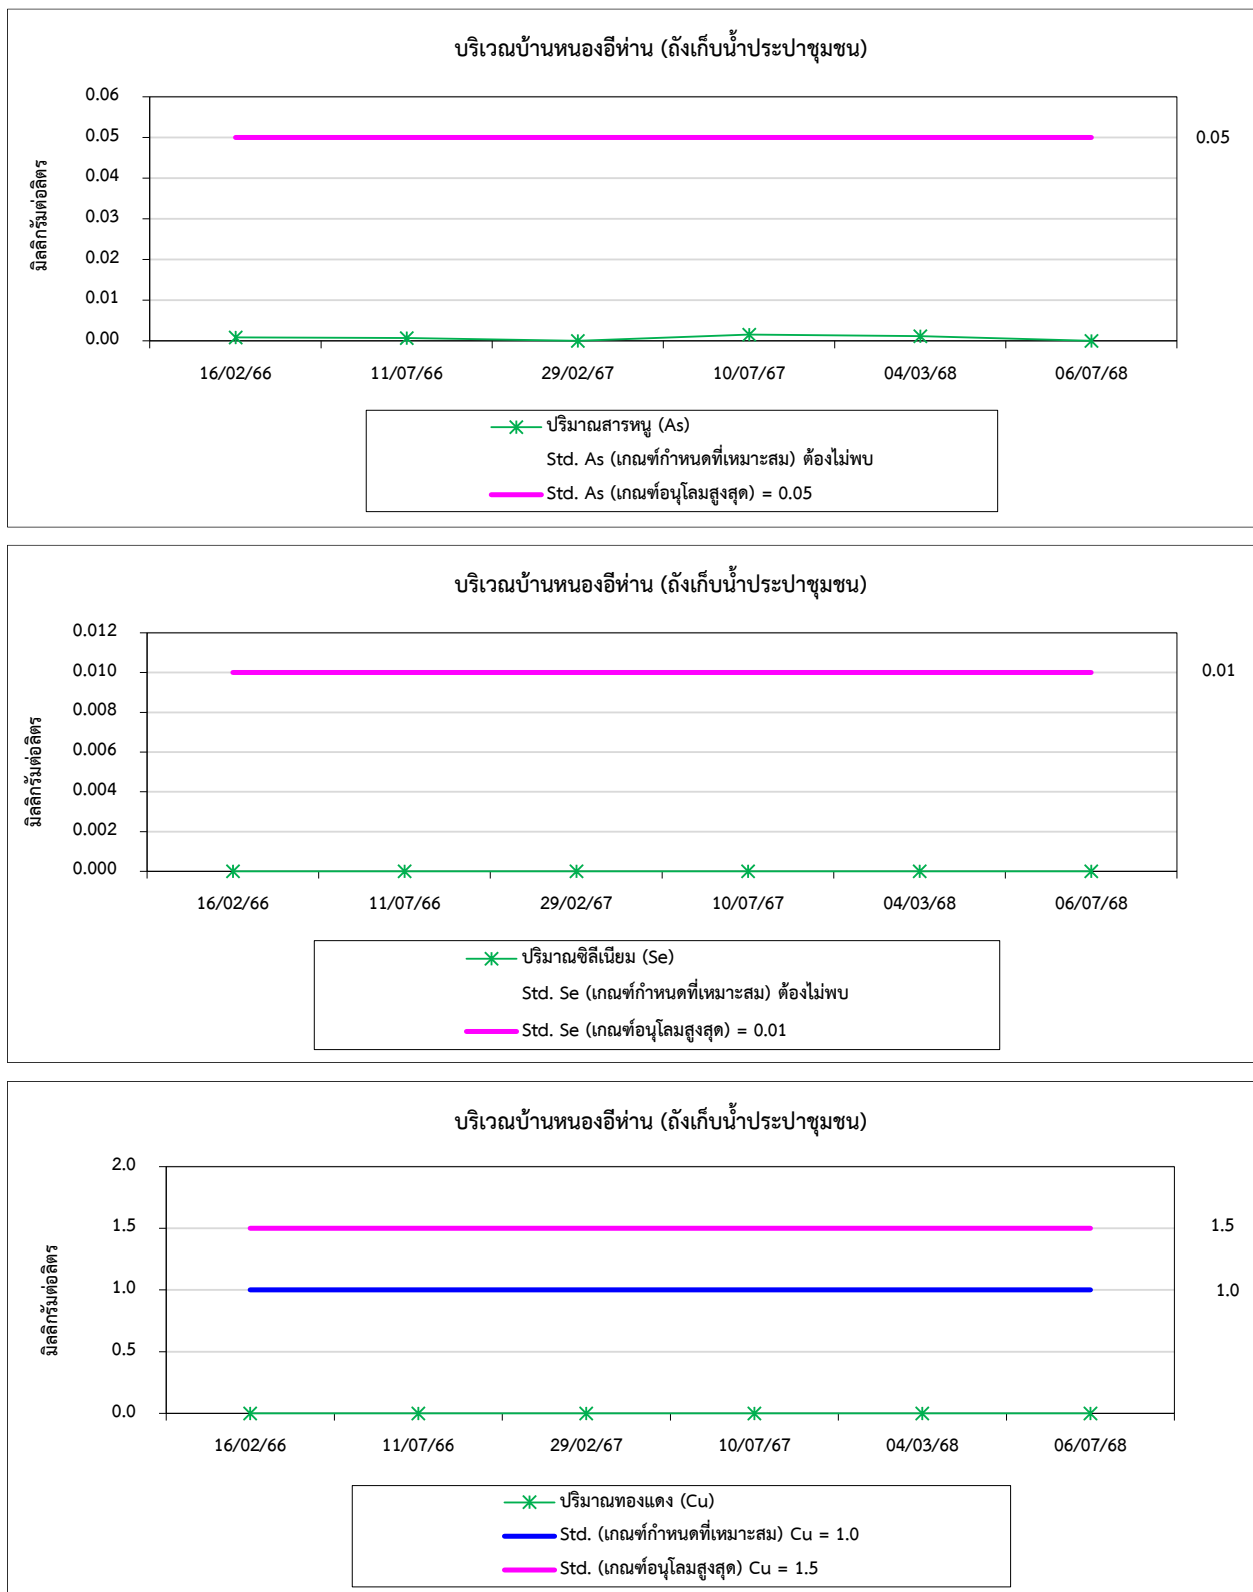 บริเวณบ้านหนองอีห่าน (ถังเก็บน้ำประปาชุมชน)
มิลลิกรัมต่อลิตร
0.06
0.05
0.04
0.03
0.02
0.01
0.00
0.05
16/02/66 11/07/66 29/02/67 10/07/67 04/03/68 06/07/68
ปริมาณสารหนู (As)
Std. As (เกณฑ์กำหนดที่เหมาะสม) ต้องไม่พบ
Std. As (เกณฑ์อนุโลมสูงสุด) = 0.05
บริเวณบ้านหนองอีห่าน (ถังเก็บน้ำประปาชุมชน)
มิลลิกรัมต่อลิตร
0.012
0.010
0.008
0.006
0.004
0.002
0.000
0.01
16/02/66 11/07/66 29/02/67 10/07/67 04/03/68 06/07/68
ปริมาณซิลีเนียม (Se)
Std. Se (เกณฑ์กำหนดที่เหมาะสม) ต้องไม่พบ
Std. Se (เกณฑ์อนุโลมสูงสุด) = 0.01
บริเวณบ้านหนองอีห่าน (ถังเก็บน้ำประปาชุมชน)
มิลลิกรัมต่อลิตร
2.0
1.5
1.0
0.5
0.0
1.5
1.0
16/02/66 11/07/66 29/02/67 10/07/67 04/03/68 06/07/68
ปริมาณทองแดง (Cu)
Std. (เกณฑ์กำหนดที่เหมาะสม) Cu = 1.0
Std. (เกณฑ์อนุโลมสูงสุด) Cu = 1.5